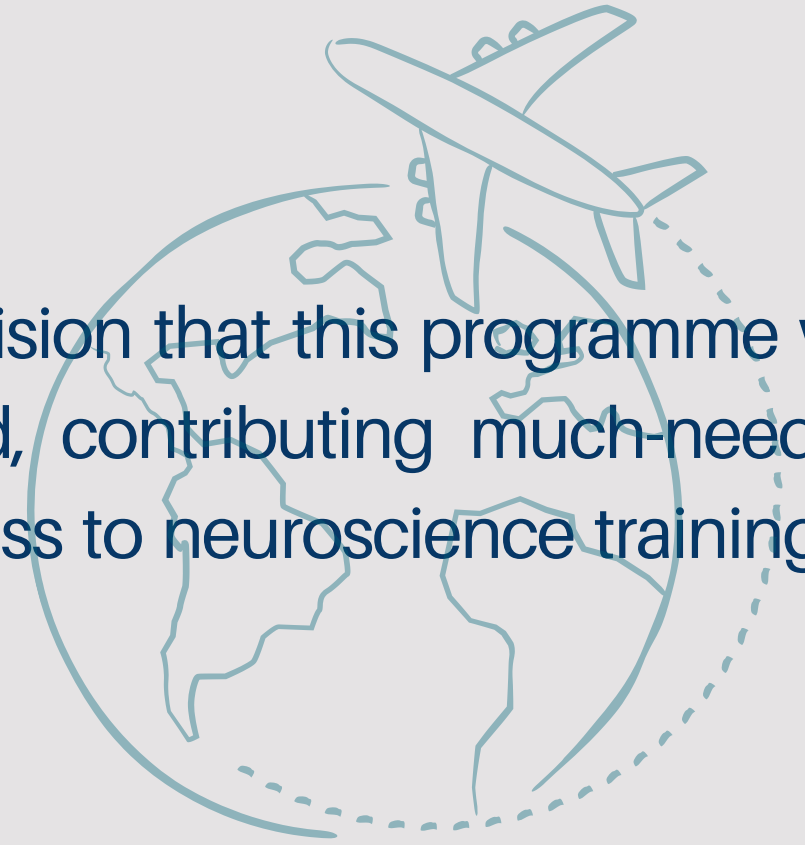 ision that this programme
d, contributing much-need
ss to neuroscience training